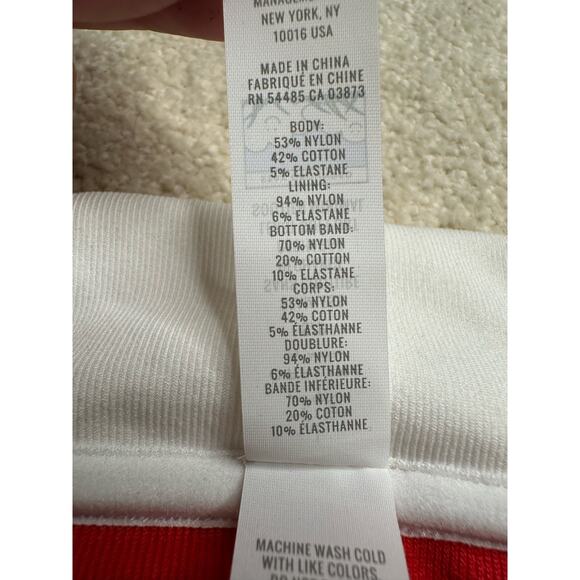 MANAGEMENT
NEW YORK, NY
10016 USA
MADE IN CHINA
FABRIQUÉ EN CHINE
RN 54485 CA 03873
BODY:
53% NYLON
42% COTTON
5% ELASTANE
LINING:
94% NYLON
6% ELASTANE
BOTTOM BAND:
70% NYLON
20% COTTON
10% ELASTANE
CORPS:
53% NYLON
42% COTON
5% ÉLASTHANNE
DOUBLURE:
94% NYLON
6% ÉLASTHANNE
BANDE INFÉRIEURE:
70% NYLON
20% COTON
10% ÉLASTHANNE
MACHINE WASH COLD
WITH LIKE COLORS